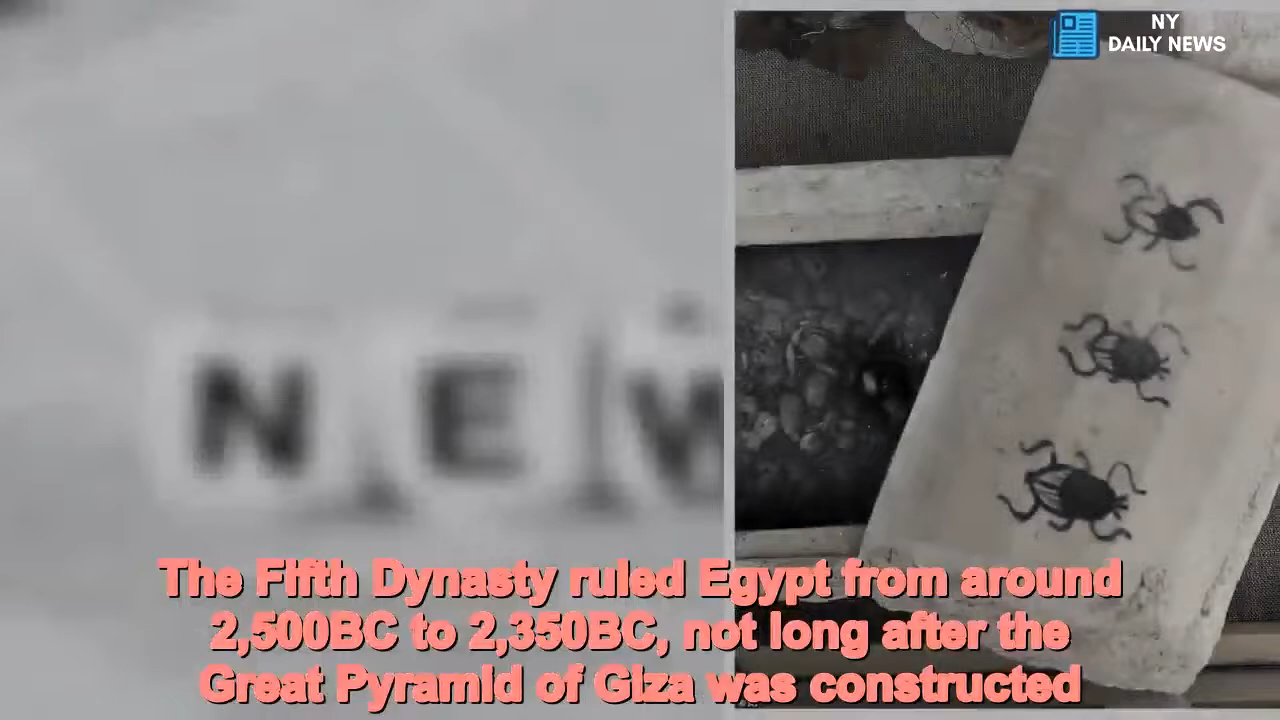 NY
DAILY NEWS
NEW
The Fifth Dynasty ruled Egypt from around
2,500BC to 2,350BC, not long after the
Great Pyramid of Giza was constructed